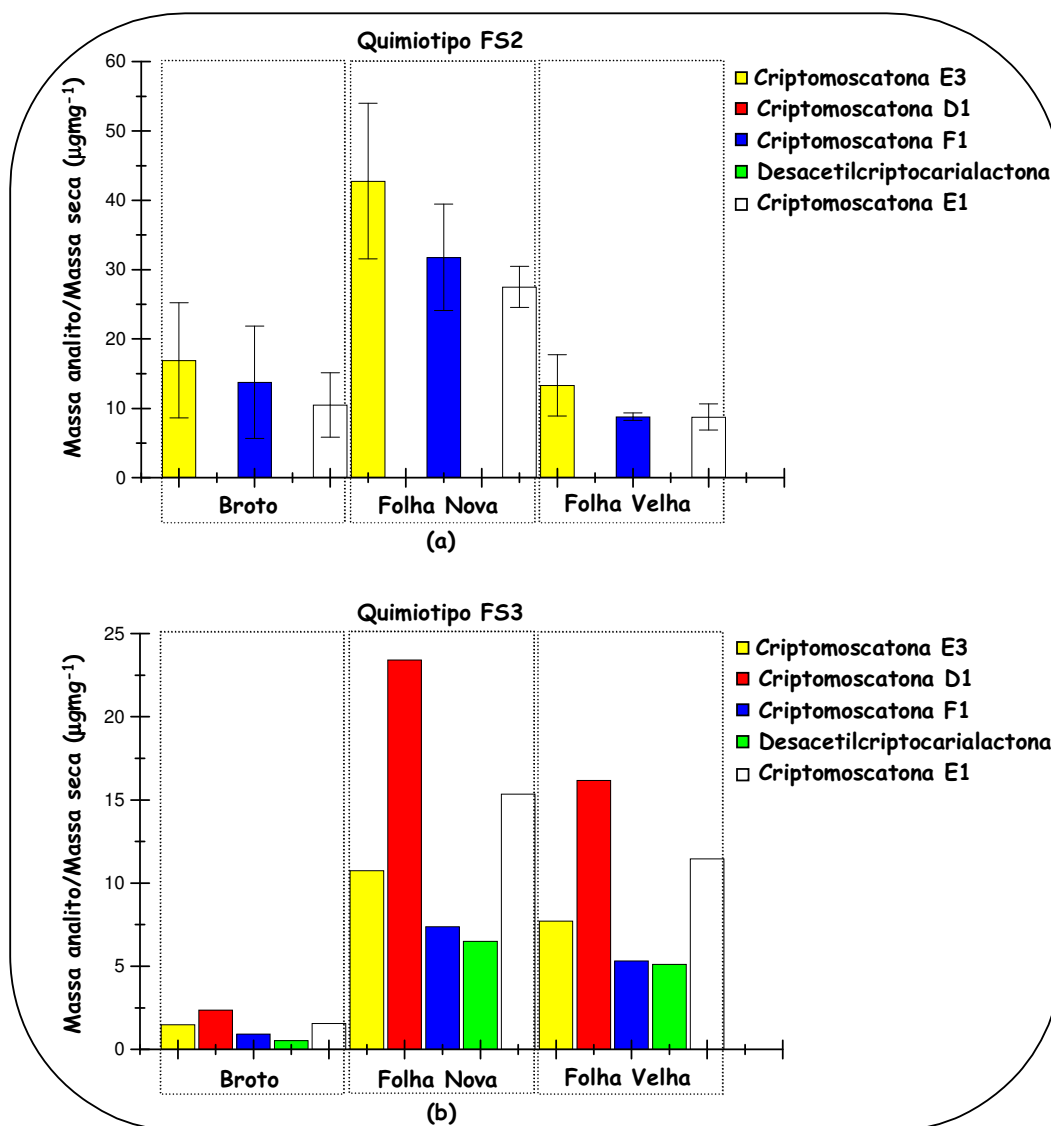 Quimiotipo FS2
Massa analito/Massa seca (µgmg⁻¹)
60
50
40
30
20
10
0
Criptomoscatona E3
Criptomoscatona D1
Criptomoscatona F1
Desacetilcriptocarialactona
Criptomoscatona E1
Broto
Folha Nova
Folha Velha
(a)
Quimiotipo FS3
Massa analito/Massa seca (µgmg⁻¹)
25
20
15
10
5
0
Criptomoscatona E3
Criptomoscatona D1
Criptomoscatona F1
Desacetilcriptocarialactona
Criptomoscatona E1
Broto
Folha Nova
Folha Velha
(b)